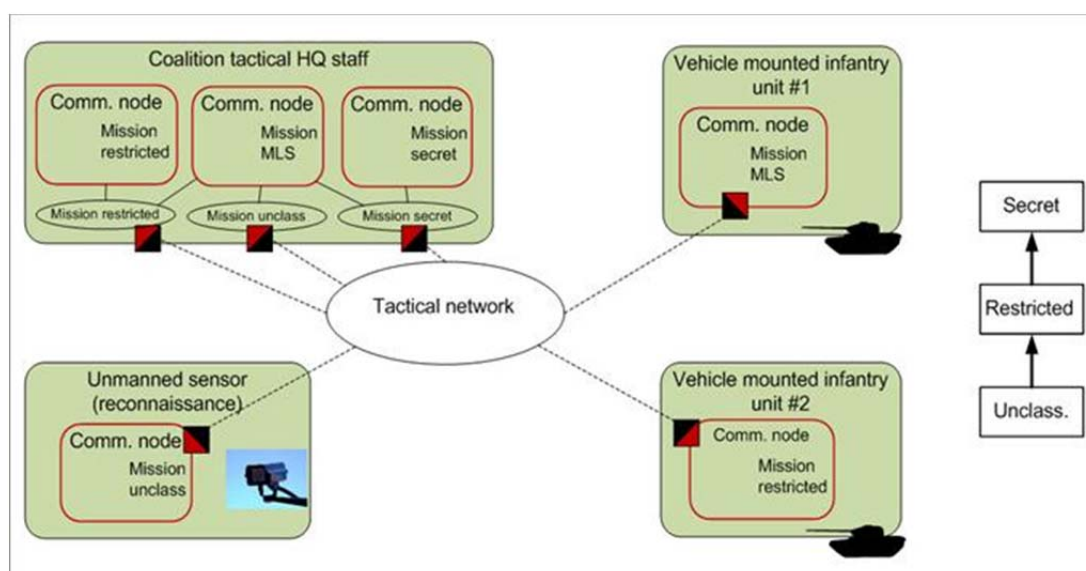 Coalition tactical HQ staff
Comm. node
Mission
restricted
Comm. node
Mission
MLS
Comm. node
Mission
secret
Mission restricted
Mission unclass
Mission secret
Vehicle mounted infantry
unit #1
Comm. node
Mission
MLS
Tactical network
Unmanned sensor
(reconnaissance)
Comm. node
Mission
unclass
Vehicle mounted infantry
unit #2
Comm. node
Mission
restricted
Secret
Restricted
Unclass.